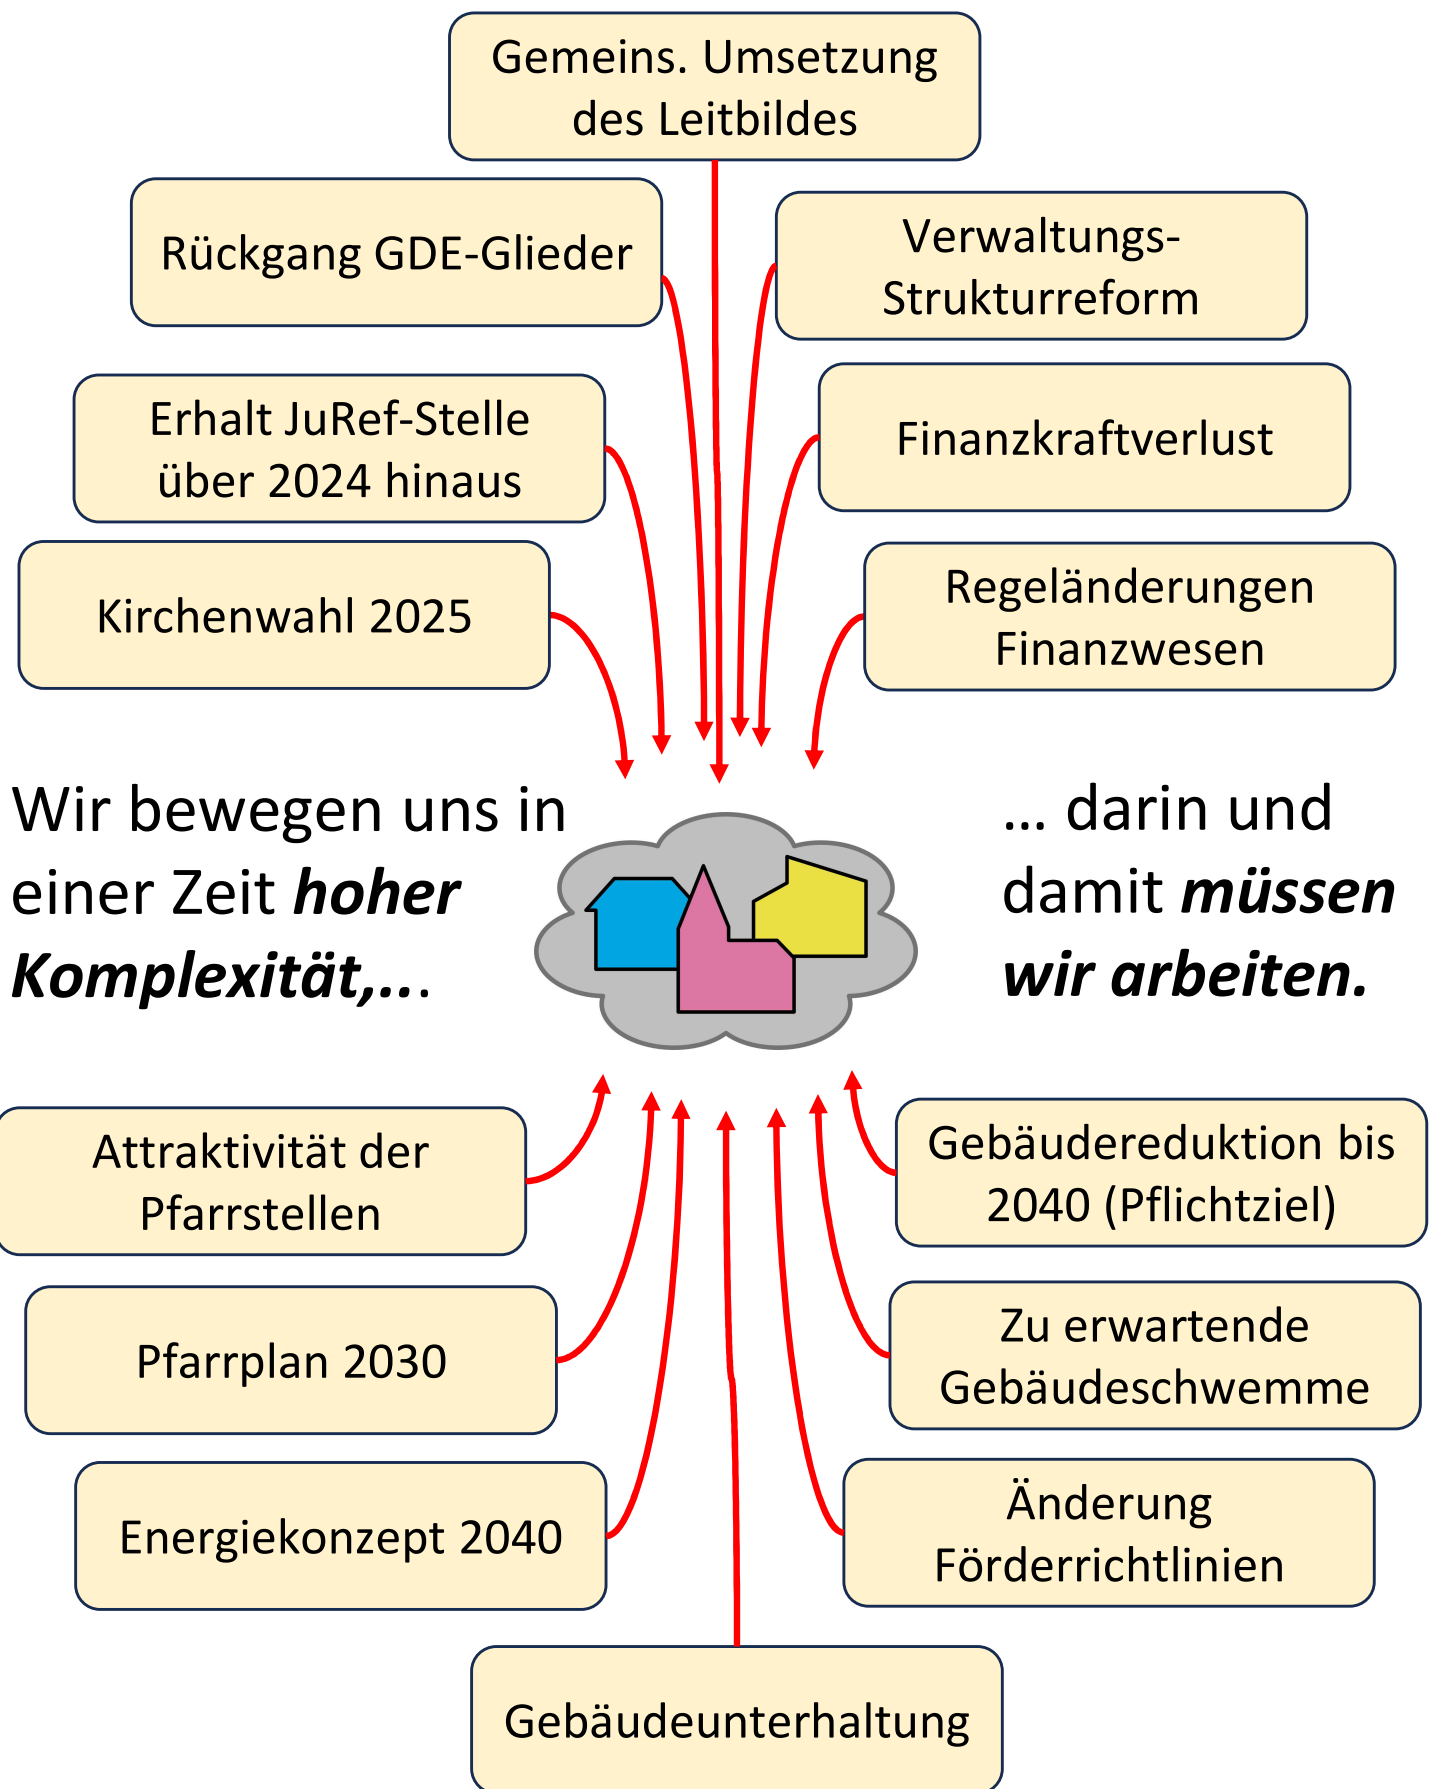 Gemeins. Umsetzung
des Leitbildes
Rückgang GDE-Glieder
Verwaltungs-
Strukturreform
Erhalt JuRef-Stelle
über 2024 hinaus
Finanzkraftverlust
Kirchenwahl 2025
Regeländerungen
Finanzwesen
Wir bewegen uns in
einer Zeit hoher
Komplexität,...
... darin und
damit müssen
wir arbeiten.
Attraktivität der
Pfarrstellen
Gebäudereduktion bis
2040 (Pflichtziel)
Pfarrplan 2030
Zu erwartende
Gebäudeschwemme
Energiekonzept 2040
Änderung
Förderrichtlinien
Gebäudeunterhaltung